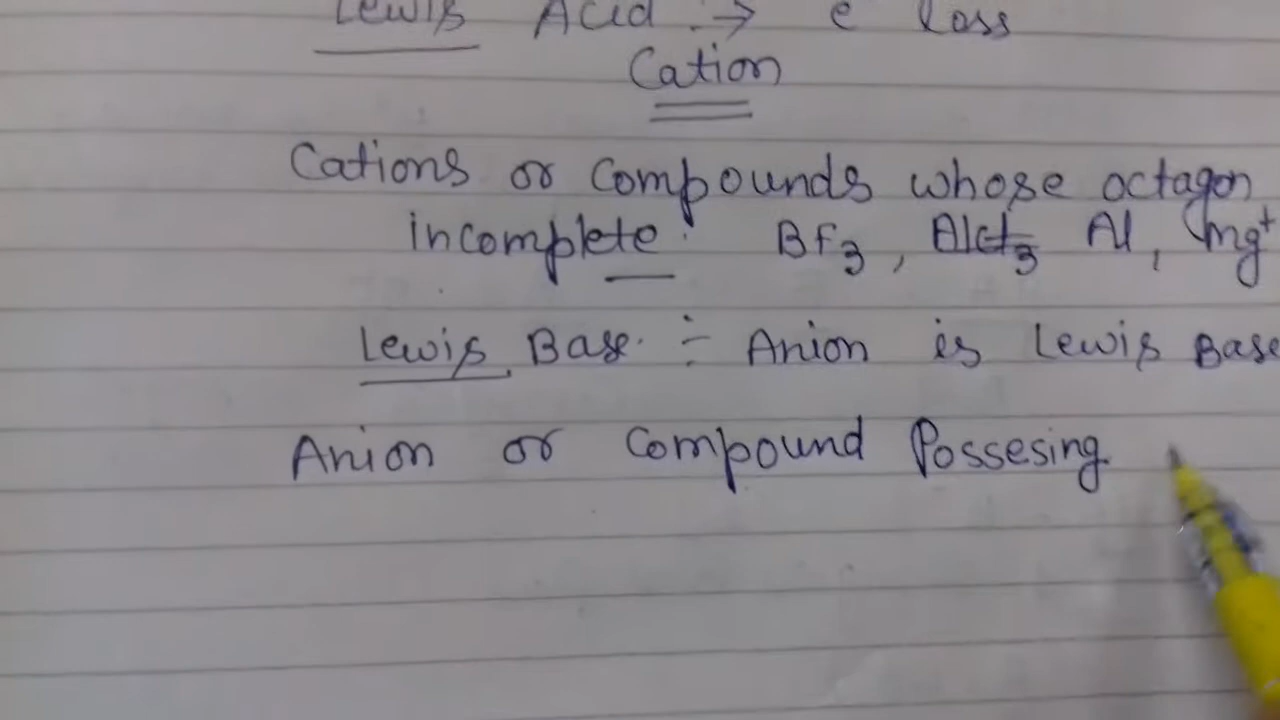 Lewis Acid :→ e loss
Cation
Cations or Compounds whose octagon
incomplete : BF3, Al, mg+
Lewis Base ÷ Anion is Lewis Base
Anion or Compound Possesing